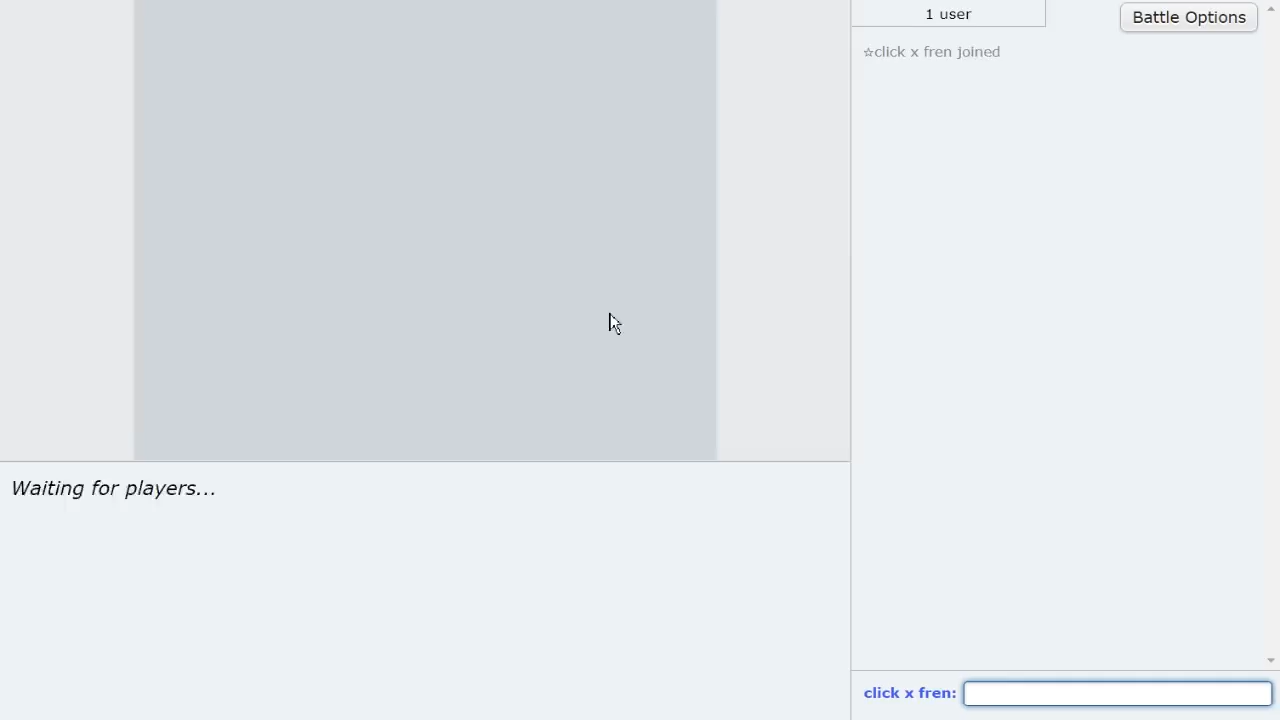 1 user
Battle Options
☆click x fren joined
Waiting for players...
click x fren: